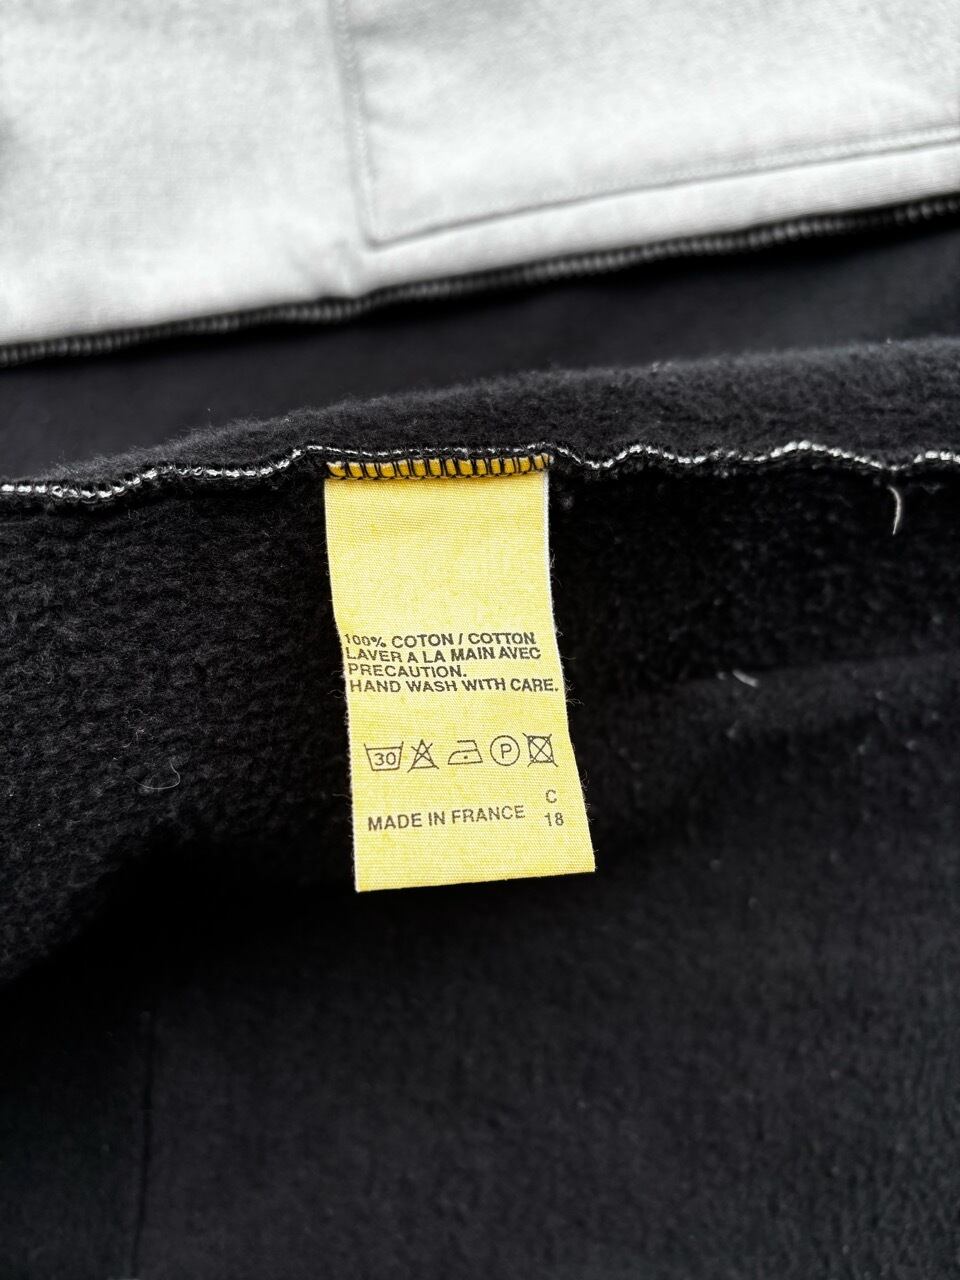 100% COTON / COTTON
LAVER A LA MAIN AVEC
PRECAUTION.
HAND WASH WITH CARE.
30 P
C
MADE IN FRANCE 18